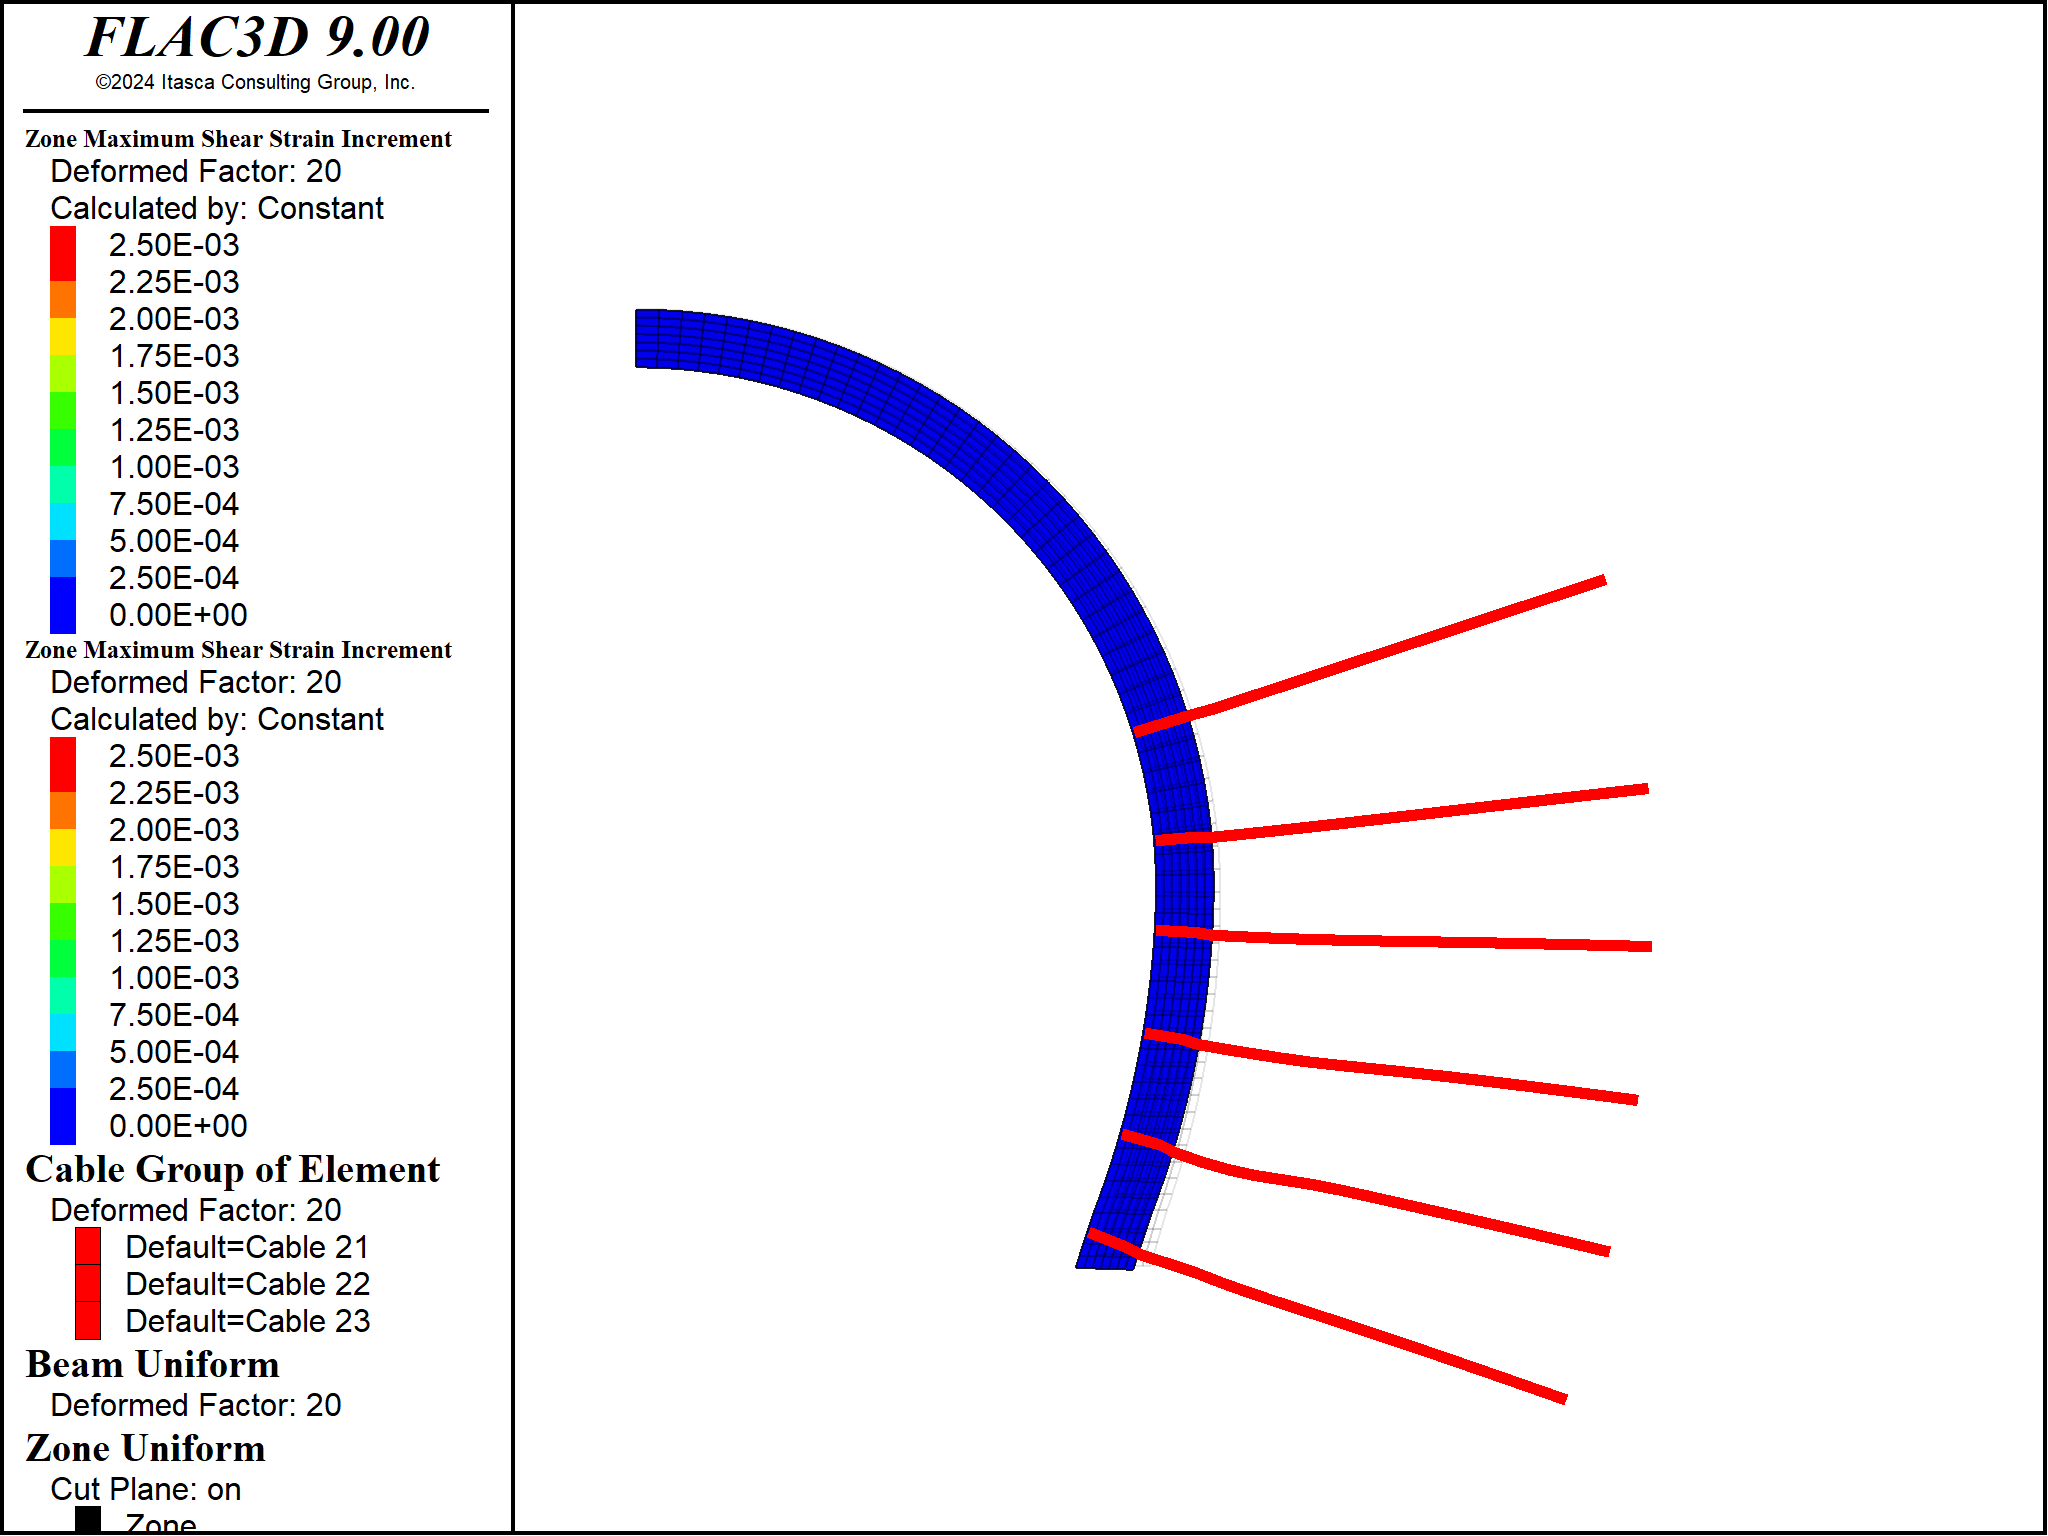 FLAC3D 9.00
©2024 Itasca Consulting Group, Inc.
Zone Maximum Shear Strain Increment
Deformed Factor: 20
Calculated by: Constant
2.50E-03
2.25E-03
2.00E-03
1.75E-03
1.50E-03
1.25E-03
1.00E-03
7.50E-04
5.00E-04
2.50E-04
0.00E+00
Zone Maximum Shear Strain Increment
Deformed Factor: 20
Calculated by: Constant
2.50E-03
2.25E-03
2.00E-03
1.75E-03
1.50E-03
1.25E-03
1.00E-03
7.50E-04
5.00E-04
2.50E-04
0.00E+00
Cable Group of Element
Deformed Factor: 20
Default=Cable 21
Default=Cable 22
Default=Cable 23
Beam Uniform
Deformed Factor: 20
Zone Uniform
Cut Plane: on
Zone